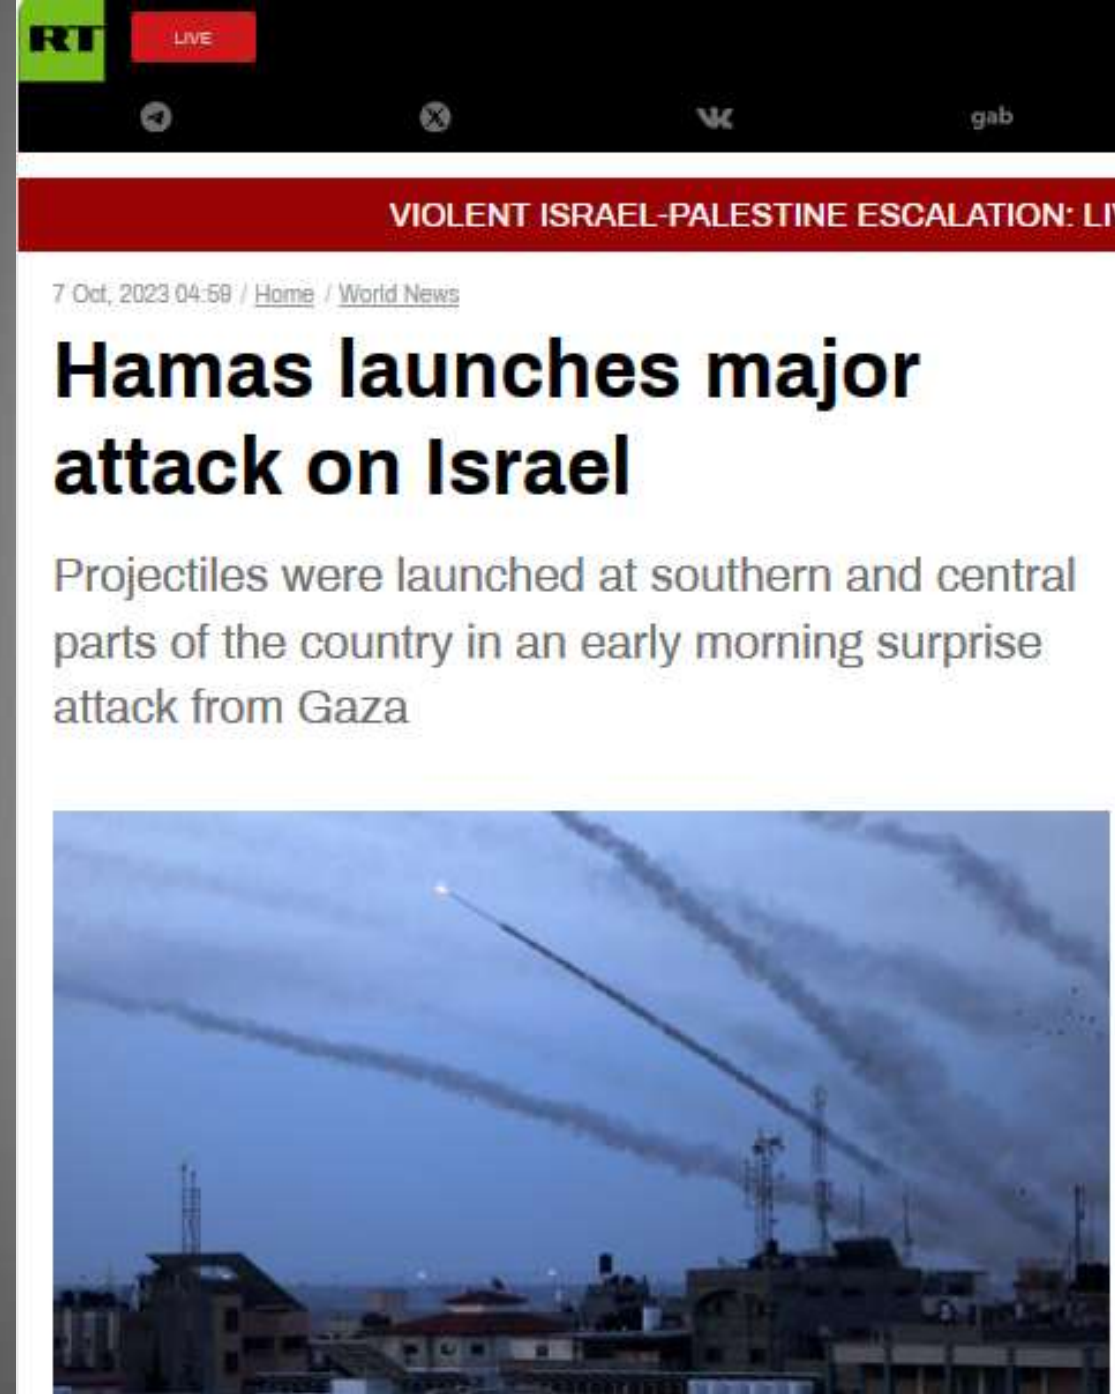 RT
LIVE
gab
VIOLENT ISRAEL-PALESTINE ESCALATION:
7 Oct, 2023 04:59 / Home / World News
Hamas launches major
attack on Israel
Projectiles were launched at southern and central
parts of the country in an early morning surprise
attack from Gaza